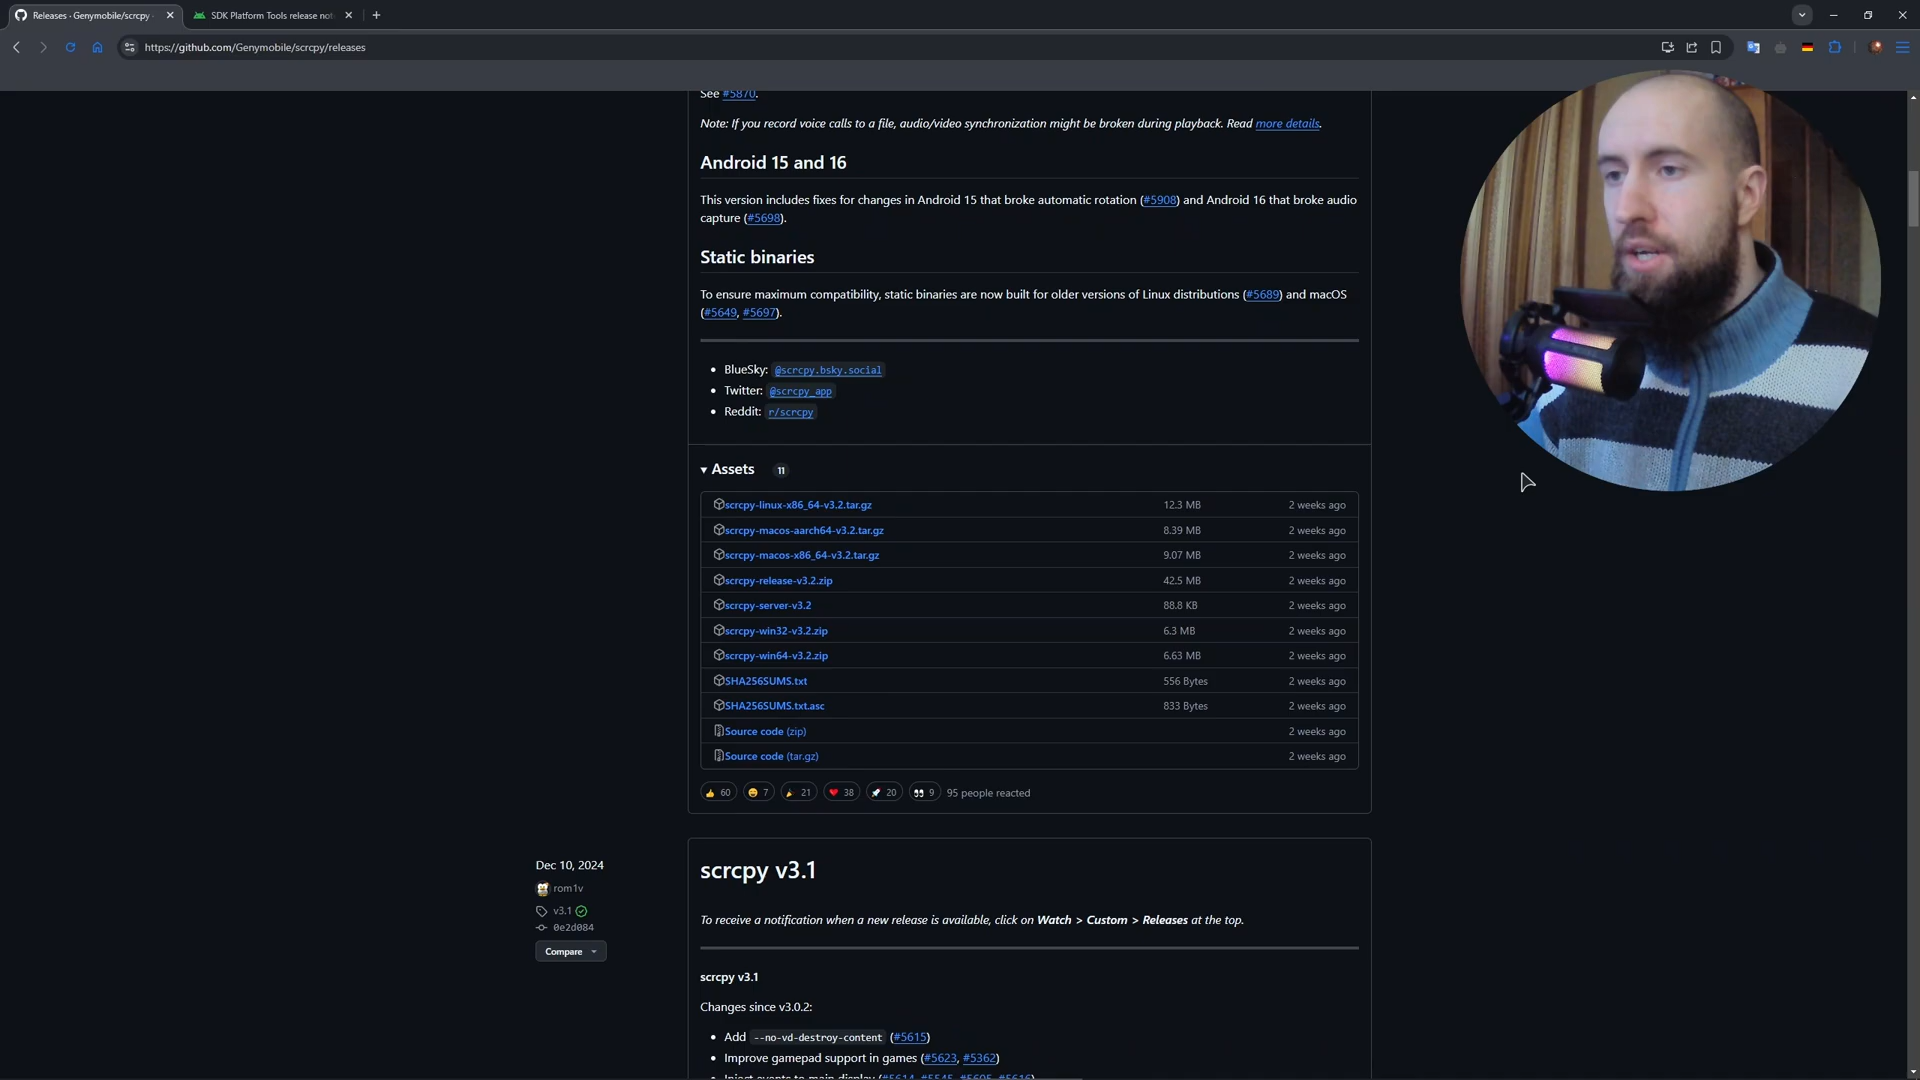 Releases · Genymobile/scrcpy
SDK Platform Tools release not
https://github.com/Genymobile/scrcpy/releases
See #5870.
Note: If you record voice calls to a file, audio/video synchronization might be broken during playback. Read more details.
Android 15 and 16
This version includes fixes for changes in Android 15 that broke automatic rotation (#5908) and Android 16 that broke audio
capture (#5698).
Static binaries
To ensure maximum compatibility, static binaries are now built for older versions of Linux distributions (#5689) and macOS
(#5649, #5697).
BlueSky: @scrcpy.bsky.social
Twitter: @scrcpy_app
Reddit: r/scrcpy
Assets 11
scrcpy-linux-x86_64-v3.2.tar.gz 12.3 MB 2 weeks ago
scrcpy-macos-aarch64-v3.2.tar.gz 8.39 MB 2 weeks ago
scrcpy-macos-x86_64-v3.2.tar.gz 9.07 MB 2 weeks ago
scrcpy-release-v3.2.zip 42.5 MB 2 weeks ago
scrcpy-server-v3.2 88.8 KB 2 weeks ago
scrcpy-win32-v3.2.zip 6.3 MB 2 weeks ago
scrcpy-win64-v3.2.zip 6.63 MB 2 weeks ago
SHA256SUMS.txt 556 Bytes 2 weeks ago
SHA256SUMS.txt.asc 833 Bytes 2 weeks ago
Source code (zip) 2 weeks ago
Source code (tar.gz) 2 weeks ago
60 7 21 38 20 9 95 people reacted
Dec 10, 2024
rom1v
v3.1
0e2d084
Compare
scrcpy v3.1
To receive a notification when a new release is available, click on Watch > Custom > Releases at the top.
scrcpy v3.1
Changes since v3.0.2:
Add --no-vd-destroy-content (#5615)
Improve gamepad support in games (#5623, #5362)
Inject events to main display (#5614, #5545, #5605, #5616)